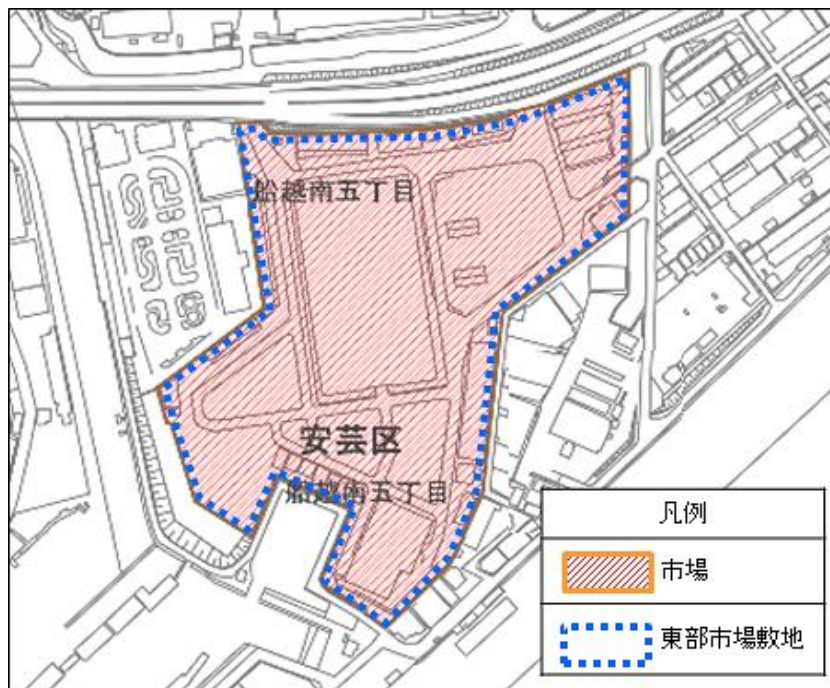 船越南五丁目
安芸区
船越南五丁目
凡例
市場
東部市場敷地